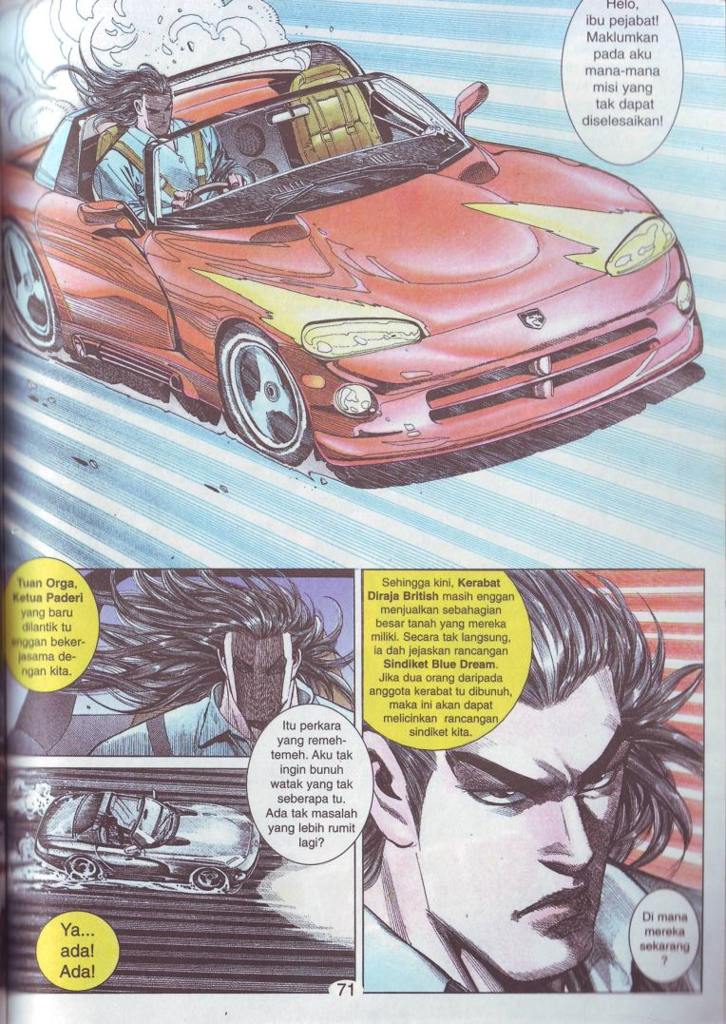 Helo,
ibu pejabat!
Maklumkan
pada aku
mana-mana
misi yang
tak dapat
diselesaikan!
Tuan Orga,
Ketua Paderi
yang baru
dilantik tu
enggan beker-
jasama de-
ngan kita.
Itu perkara
yang remeh-
temeh. Aku tak
ingin bunuh
watak yang tak
seberapa tu.
Ada tak masalah
yang lebih rumit
lagi?
Ya...
ada!
Ada!
Sehingga kini, Kerabat
Diraja British masih enggan
menjualkan sebahagian
besar tanah yang mereka
miliki. Secara tak langsung,
ia dah jejaskan rancangan
Sindiket Blue Dream.
Jika dua orang daripada
anggota kerabat tu dibunuh,
maka ini akan dapat
melicinkan rancangan
sindiket kita.
Di mana
mereka
sekarang
?
71